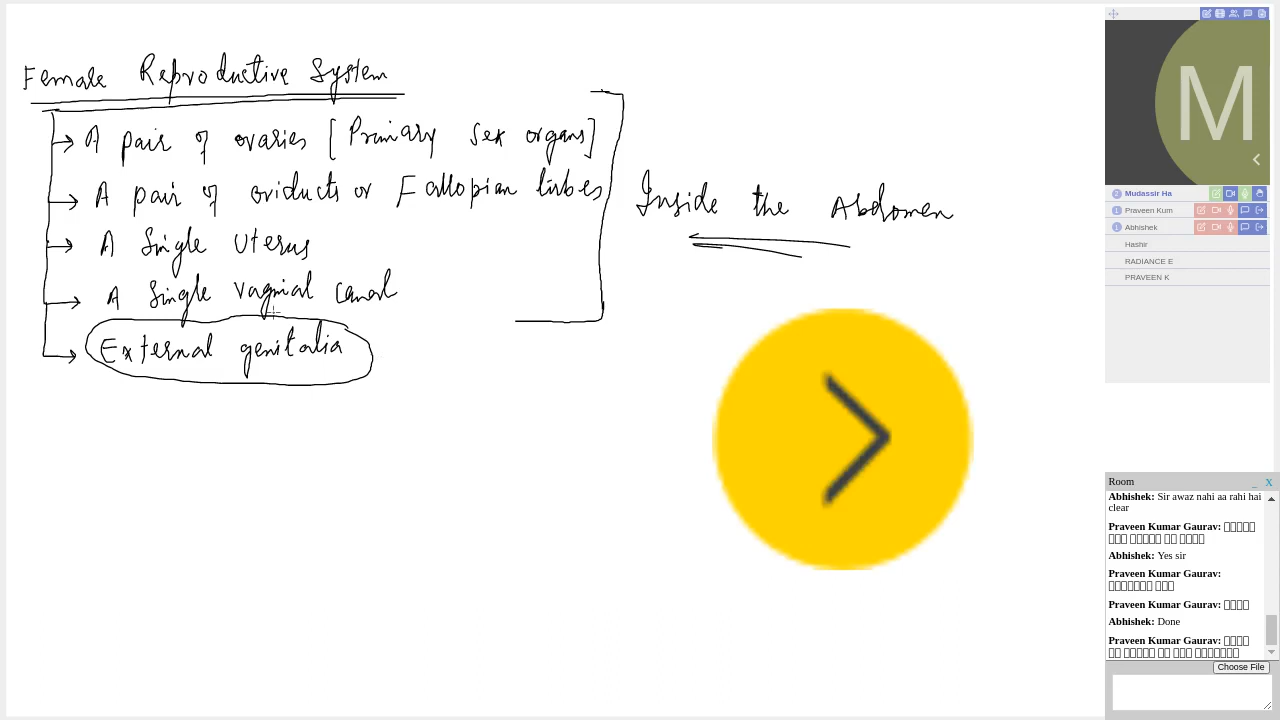 Female Reproductive System
A pair of ovaries [Primary sex organs]
A pair of oviducts or Fallopian tubes
A Single Uterus
A Single vaginal canal
External genitalia
Inside the Abdomen
M
Mudassir Ha
Praveen Kum
Abhishek
Hashir
RADIANCE E
PRAVEEN K
Room
_ X
Abhishek: Sir awaz nahi aa rahi hai
clear
Praveen Kumar Gaurav:
Abhishek: Yes sir
Praveen Kumar Gaurav:
Praveen Kumar Gaurav:
Abhishek: Done
Praveen Kumar Gaurav:
Choose File